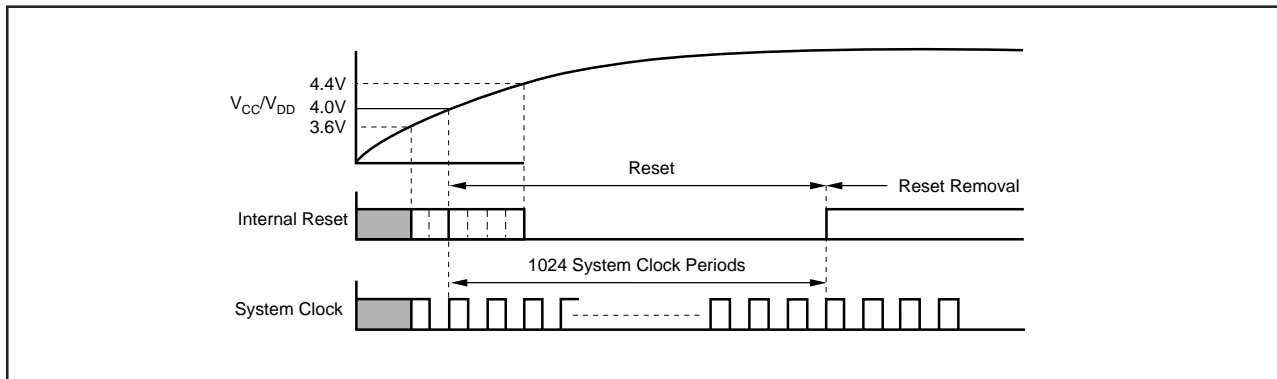 4.4V
VCC/VDD 4.0V
3.6V
Reset
Reset Removal
Internal Reset
1024 System Clock Periods
System Clock